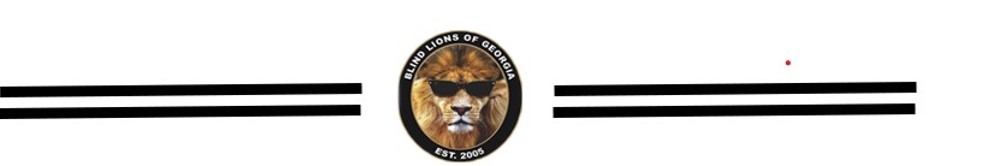 BLIND LIONS OF GEORGIA
EST. 2005